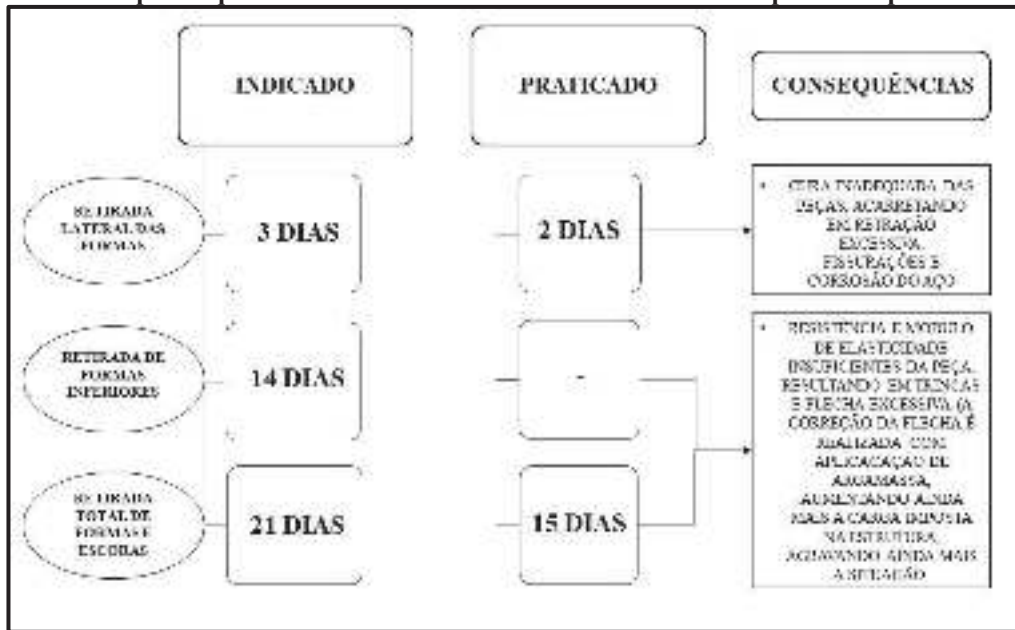 INDICADO
PRATICADO
CONSEQUÊNCIAS
RETIRADA
LATERAL DAS
FORMAS
3 DIAS
2 DIAS
• CURA INADEQUADA DAS
PEÇAS, ACARRETANDO
EM RETRAÇÃO
EXCESSIVA,
FISSURAÇÕES E
CORROSÃO DO AÇO
RETIRADA DE
FORMAS
INFERIORES
14 DIAS
-
RETIRADA
TOTAL DE
FORMAS E
ESCORAS
21 DIAS
15 DIAS
• RESISTÊNCIA E MODULO
DE ELASTICIDADE
INSUFICIENTES DA PEÇA,
RESULTANDO EM TRINCAS
E FLECHA EXCESSIVA (A
CORREÇÃO DA FLECHA É
REALIZADA COM
APLICACAÇÃO DE
ARGAMASSA,
AUMENTANDO AINDA
MAIS A CARGA IMPOSTA
NA ESTRUTURA,
AGRAVANDO AINDA MAIS
A SITUAÇÃO